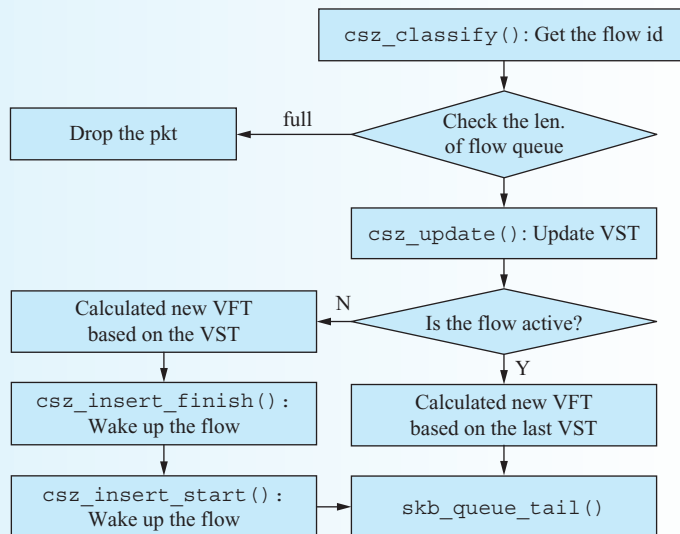 csz_classify(): Get the flow id
full
Drop the pkt
Check the len.
of flow queue
csz_update(): Update VST
N
Calculated new VFT
based on the VST
Is the flow active?
Y
csz_insert_finish():
Wake up the flow
Calculated new VFT
based on the last VST
csz_insert_start():
Wake up the flow
skb_queue_tail()